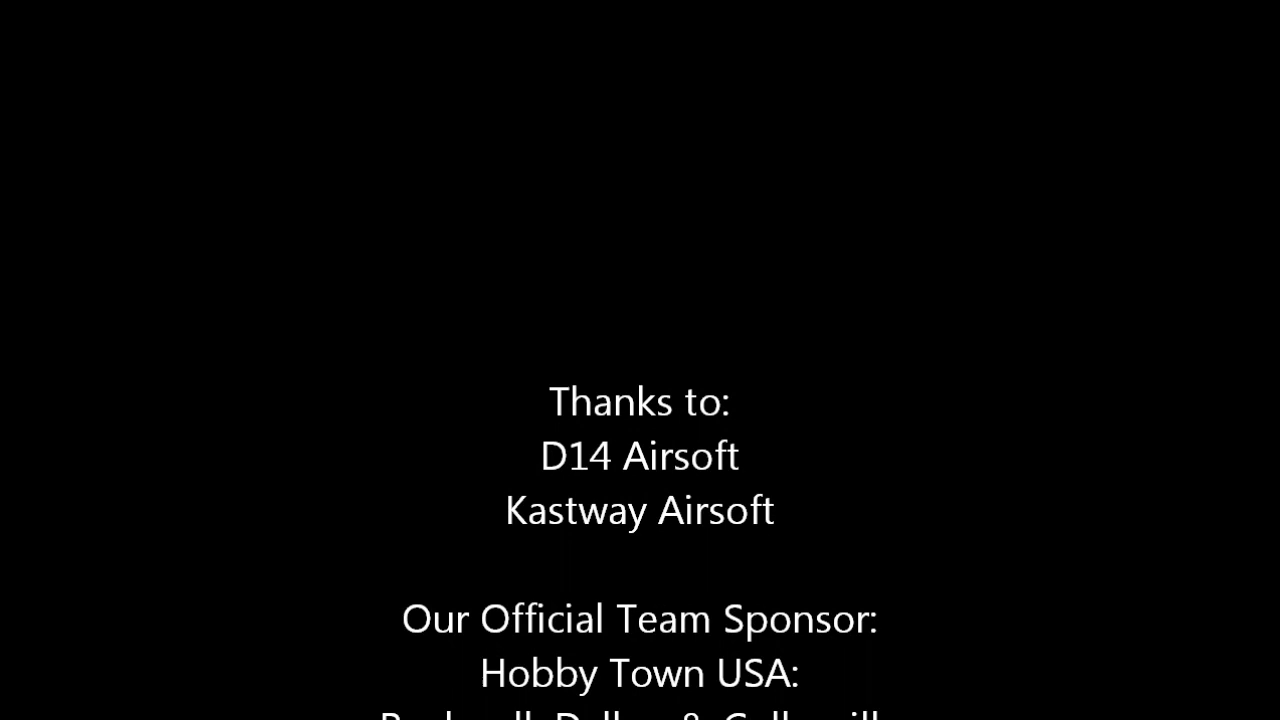 Thanks to:
D14 Airsoft
Kastway Airsoft
Our Official Team Sponsor:
Hobby Town USA: